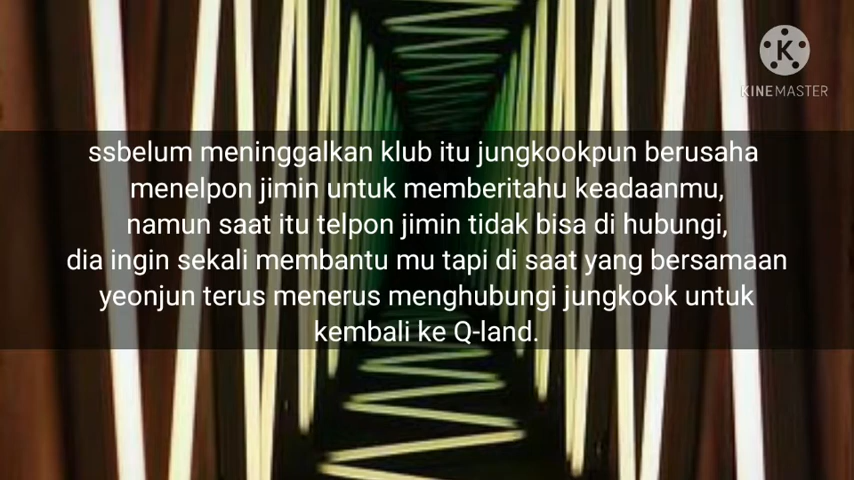 KINEMASTER
ssbelum meninggalkan klub itu jungkookpun berusaha
menelpon jimin untuk memberitahu keadaanmu,
namun saat itu telpon jimin tidak bisa di hubungi,
dia ingin sekali membantu mu tapi di saat yang bersamaan
yeonjun terus menerus menghubungi jungkook untuk
kembali ke Q-land.